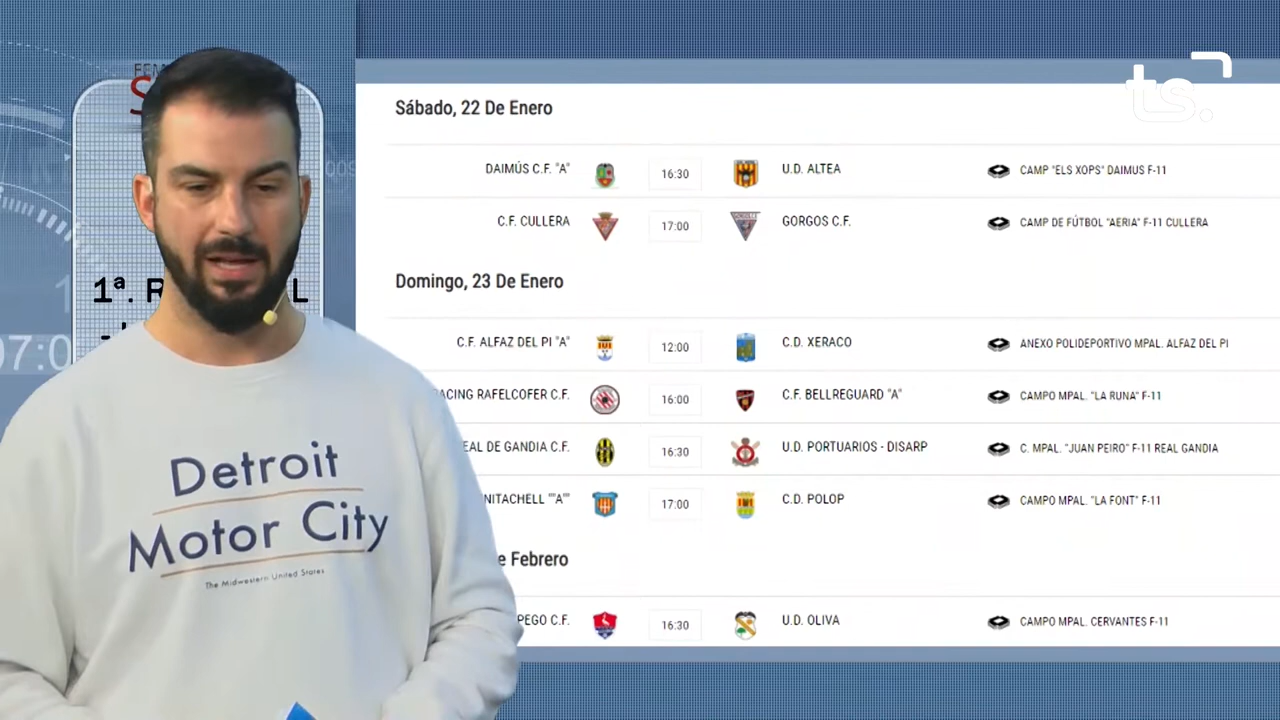 ts.
Sábado, 22 De Enero
DAIMÚS C.F. "A" 16:30 U.D. ALTEA CAMP "ELS XOPS" DAIMUS F-11
C.F. CULLERA 17:00 GORGOS C.F. CAMP DE FÚTBOL "AERIA" F-11 CULLERA
Domingo, 23 De Enero
1ª.
C.F. ALFAZ DEL PI "A" 12:00 C.D. XERACO ANEXO POLIDEPORTIVO MPAL. ALFAZ DEL PI
07:0
RAFELCOFER C.F. 16:00 C.F. BELLREGUARD "A" CAMPO MPAL. "LA RUNA" F-11
DE GANDIA C.F. 16:30 U.D. PORTUARIOS - DISARP C. MPAL. "JUAN PEIRO" F-11 REAL GANDIA
NITACHELL ""A"" 17:00 C.D. POLOP CAMPO MPAL. "LA FONT" F-11
Febrero
PEGO C.F. 16:30 U.D. OLIVA CAMPO MPAL. CERVANTES F-11
Detroit
Motor City
The Midwestern United States